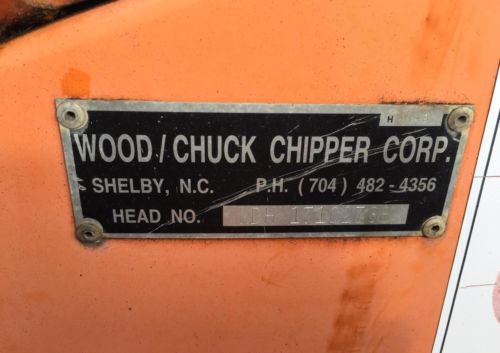 H
WOOD/CHUCK CHIPPER CORP.
SHELBY, N.C. P.H. (704) 482-4356
HEAD NO.